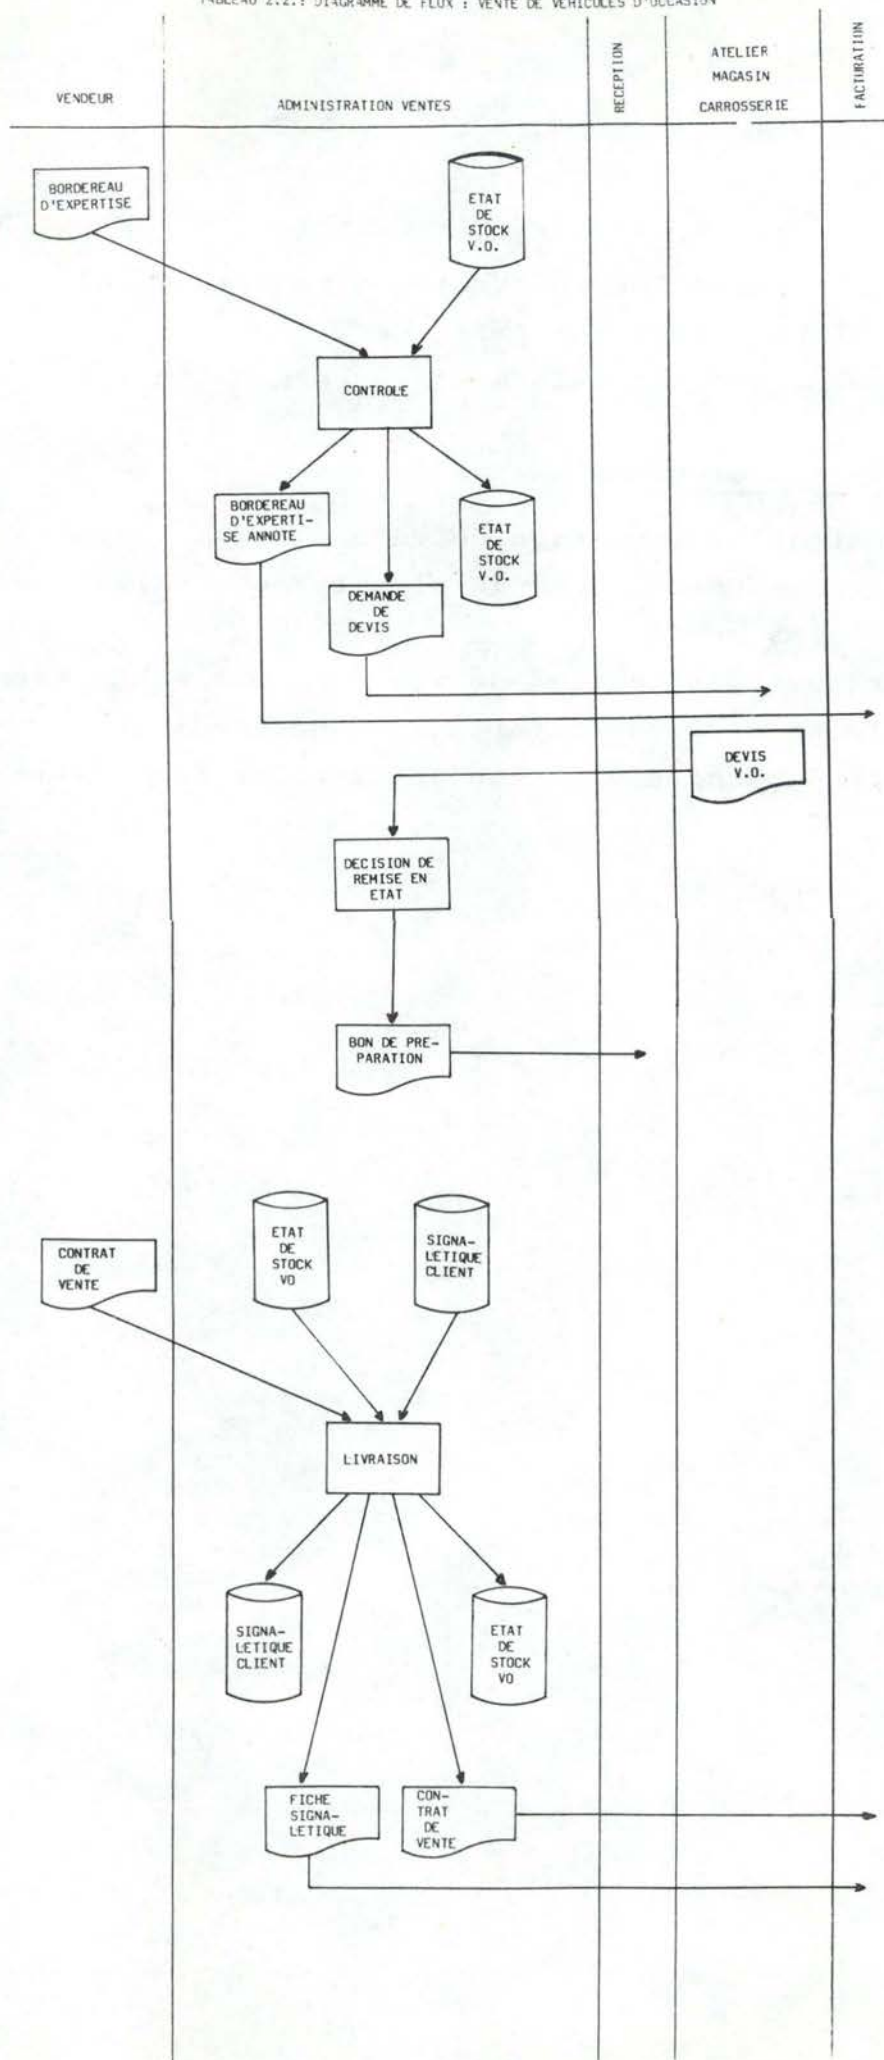 TABLEAU 2.2.: DIAGRAMME DE FLUX : VENTE DE VEHICULES D'OCCASION
VENDEUR
ADMINISTRATION VENTES
RECEPTION
ATELIER
MAGASIN
CARROSSERIE
FACTURATION
BORDEREAU
D'EXPERTISE
ETAT
DE
STOCK
V.O.
CONTROLE
BORDEREAU
D'EXPERTI-
SE ANNOTE
ETAT
DE
STOCK
V.O.
DEMANDE
DE
DEVIS
DEVIS
V.O.
DECISION DE
REMISE EN
ETAT
BON DE PRE-
PARATION
CONTRAT
DE
VENTE
ETAT
DE
STOCK
VO
SIGNA-
LETIQUE
CLIENT
LIVRAISON
SIGNA-
LETIQUE
CLIENT
ETAT
DE
STOCK
VO
FICHE
SIGNA-
LETIQUE
CON-
TRAT
DE
VENTE